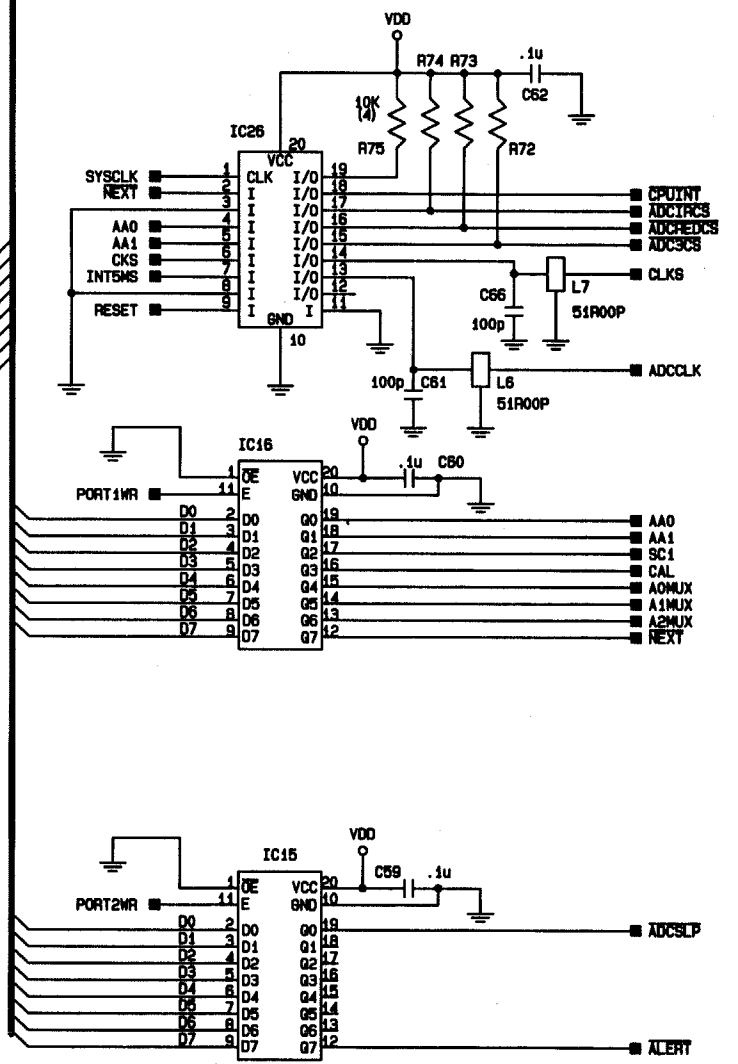 VDD
R74 R73 .1u
C62
10K
(4)
R75 R72
IC26
20
VCC
SYSCLK 1 CLK I/O 19
NEXT 2 I I/O 18 CPUINT
3 I I/O 17 ADCIRCS
AA0 4 I I/O 16 ADCREDCS
AA1 5 I I/O 15 ADC3CS
CKS 6 I I/O 14
INT5MS 7 I I/O 13 CLKS
8 I I/O 12 C66 L7
RESET 9 I I 11 100p 51R00P
GND
10
ADCCLK
100p C61 L6
51R00P
VDD
IC16
.1u C60
1 OE VCC 20
PORT1WR 11 E GND 10
D0 2 D0 Q0 19 AA0
D1 3 D1 Q1 18 AA1
D2 4 D2 Q2 17 SC1
D3 5 D3 Q3 16 CAL
D4 6 D4 Q4 15 A0MUX
D5 7 D5 Q5 14 A1MUX
D6 8 D6 Q6 13 A2MUX
D7 9 D7 Q7 12 NEXT
VDD
IC15
C59 .1u
1 OE VCC 20
PORT2WR 11 E GND 10
D0 2 D0 Q0 19 ADCSLP
D1 3 D1 Q1 18
D2 4 D2 Q2 17
D3 5 D3 Q3 16
D4 6 D4 Q4 15
D5 7 D5 Q5 14
D6 8 D6 Q6 13
D7 9 D7 Q7 12 ALERT